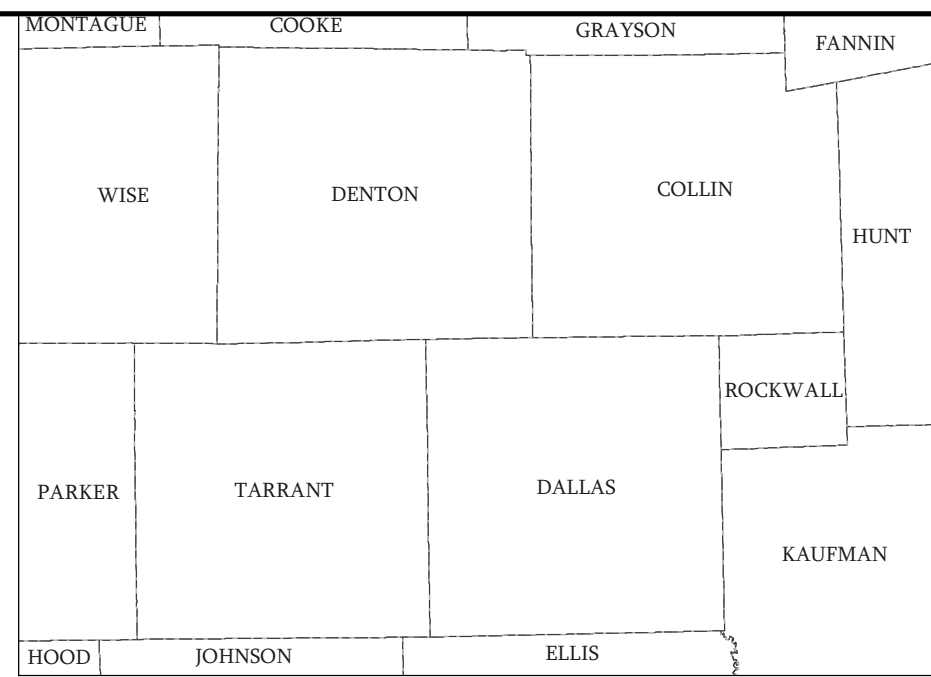 MONTAGUE
COOKE
GRAYSON
FANNIN
WISE
DENTON
COLLIN
HUNT
ROCKWALL
PARKER
TARRANT
DALLAS
KAUFMAN
HOOD
JOHNSON
ELLIS